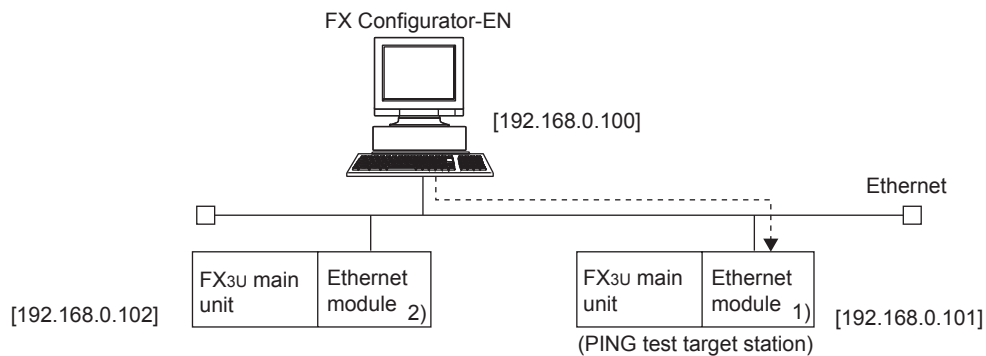 FX Configurator-EN
[192.168.0.100]
Ethernet
FX3U main
unit
Ethernet
module 2)
[192.168.0.102]
FX3U main
unit
Ethernet
module 1)
[192.168.0.101]
(PING test target station)